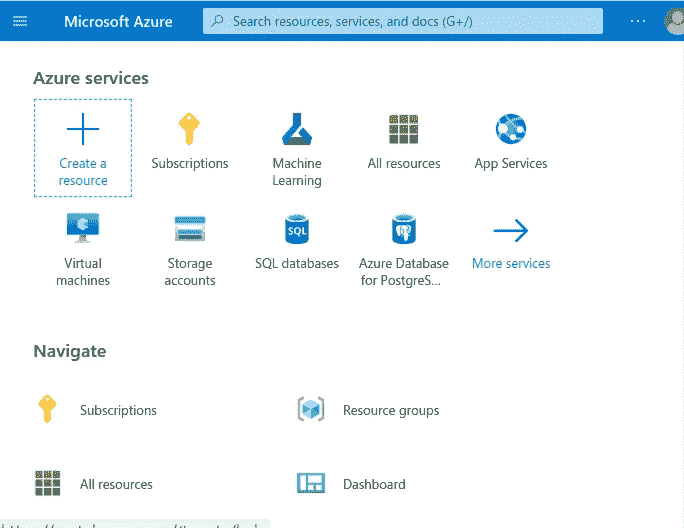 Microsoft Azure
Search resources, services, and docs (G+/)
...
Azure services
Create a
resource
Subscriptions
Machine
Learning
All resources
App Services
Virtual
machines
Storage
accounts
SQL
SQL databases
Azure Database
for PostgreS...
More services
Navigate
Subscriptions
Resource groups
All resources
Dashboard